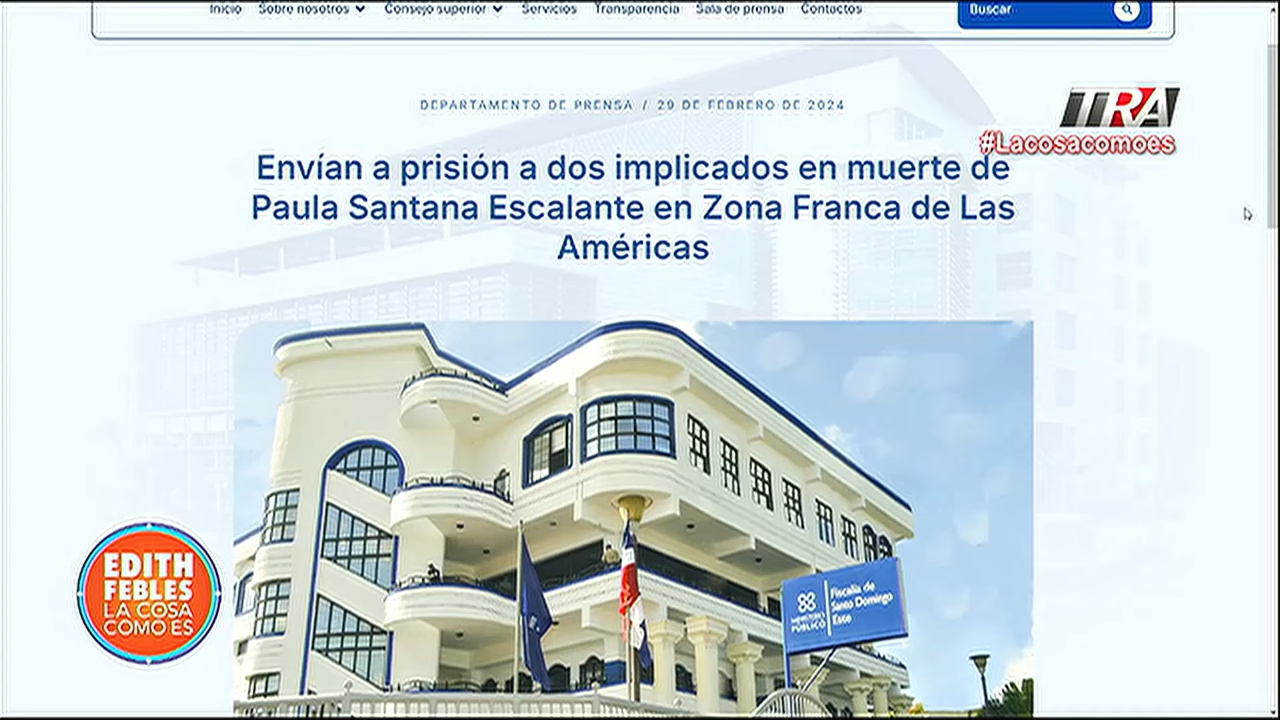 Inicio Sobre nosotros Consejo superior Servicios Transparencia Sala de prensa Contactos Buscar
TRA
#Lacosacomoes
DEPARTAMENTO DE PRENSA / 29 DE FEBRERO DE 2024
Envían a prisión a dos implicados en muerte de
Paula Santana Escalante en Zona Franca de Las
Américas
EDITH
FEBLES
LA COSA
COMO ES
MINISTERIO
PÚBLICO
Fiscalía de
Santo Domingo
Este